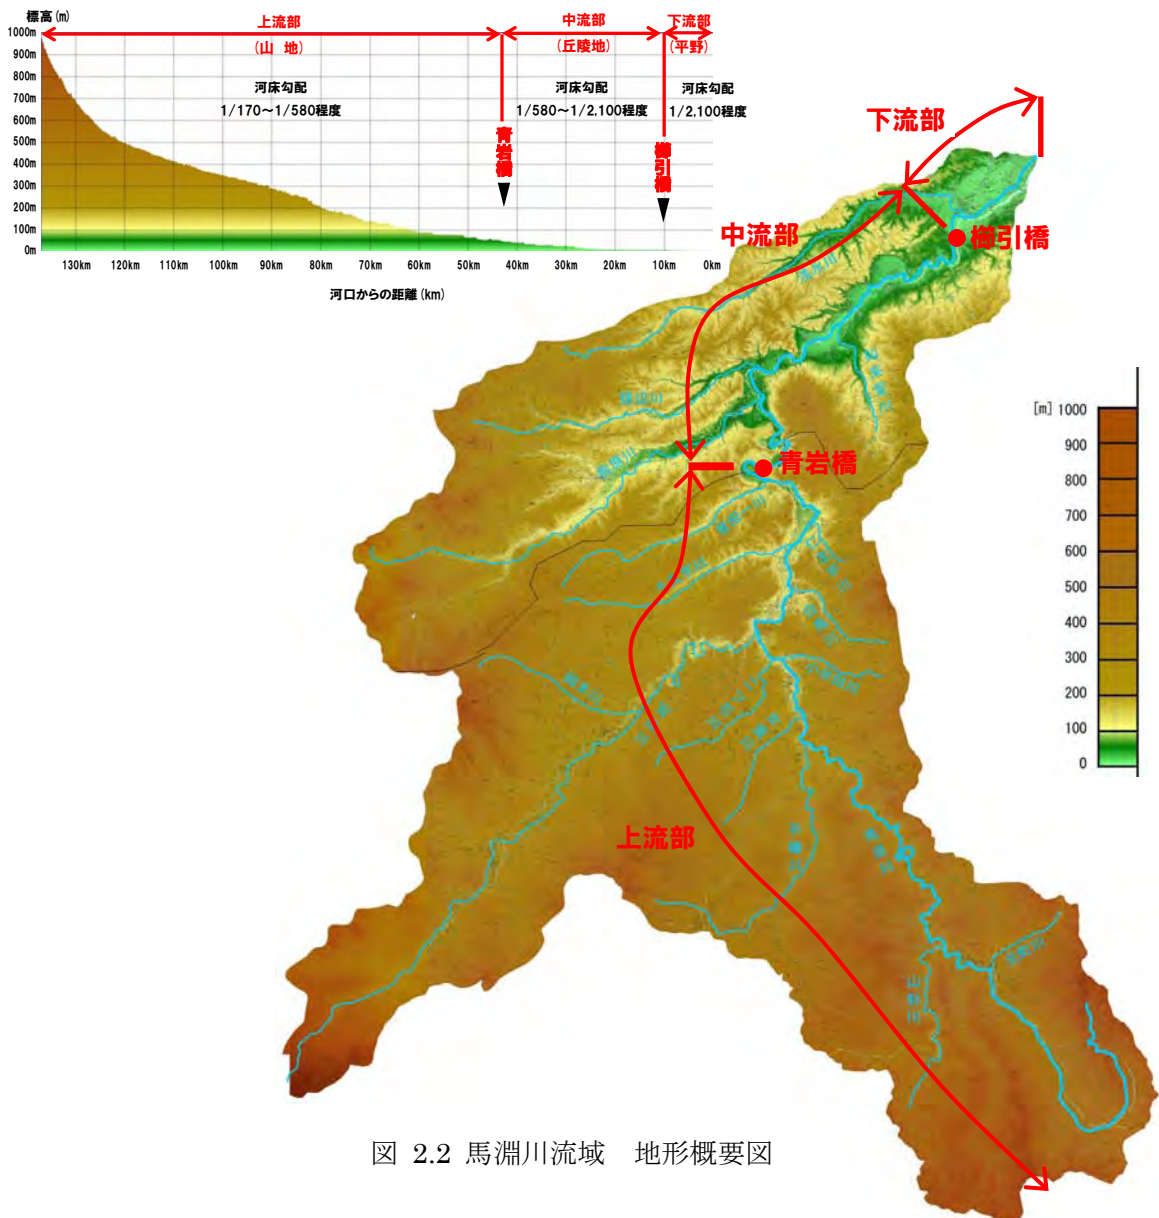 標高(m)
1000m
900m
800m
700m
600m
500m
400m
300m
200m
100m
0m
上流部
(山 地)
中流部
(丘陵地)
下流部
(平野)
河床勾配
1/170～1/580程度
河床勾配
1/580～1/2,100程度
河床勾配
1/2,100程度
青岩橋
櫛引橋
130km 120km 110km 100km 90km 80km 70km 60km 50km 40km 30km 20km 10km 0km
河口からの距離(km)
下流部
中流部
櫛引橋
青岩橋
上流部
山形川
[m] 1000
900
800
700
600
500
400
300
200
100
0
図 2.2 馬淵川流域 地形概要図